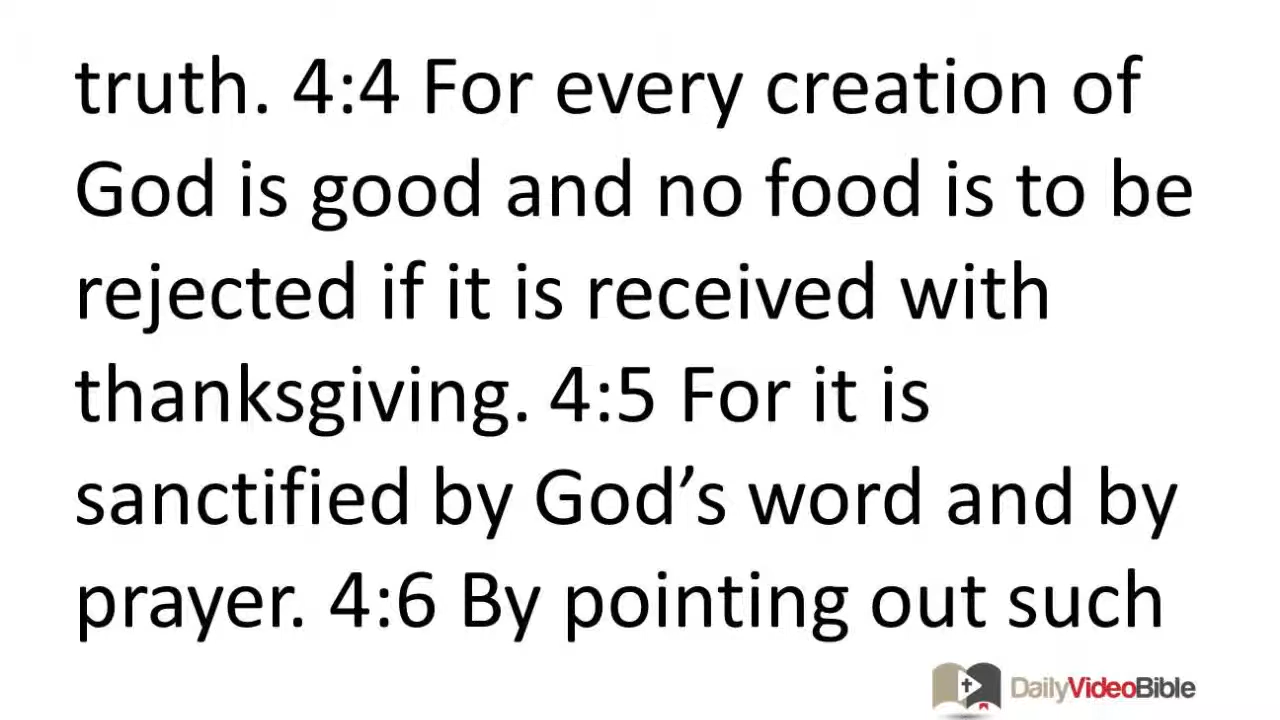 truth. 4:4 For every creation of
God is good and no food is to be
rejected if it is received with
thanksgiving. 4:5 For it is
sanctified by God’s word and by
prayer. 4:6 By pointing out such
DailyVideoBible